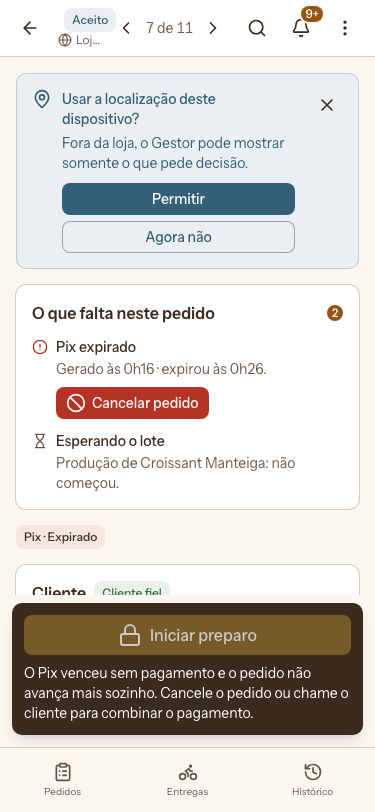 Aceito
Loj...
7 de 11
9+
Usar a localização deste
dispositivo?
Fora da loja, o Gestor pode mostrar
somente o que pede decisão.
Permitir
Agora não
O que falta neste pedido
2
Pix expirado
Gerado às 0h16 · expirou às 0h26.
Cancelar pedido
Esperando o lote
Produção de Croissant Manteiga: não
começou.
Pix · Expirado
Cliente
Cliente fiel
Iniciar preparo
O Pix venceu sem pagamento e o pedido não
avança mais sozinho. Cancele o pedido ou chame o
cliente para combinar o pagamento.
Pedidos
Entregas
Histórico